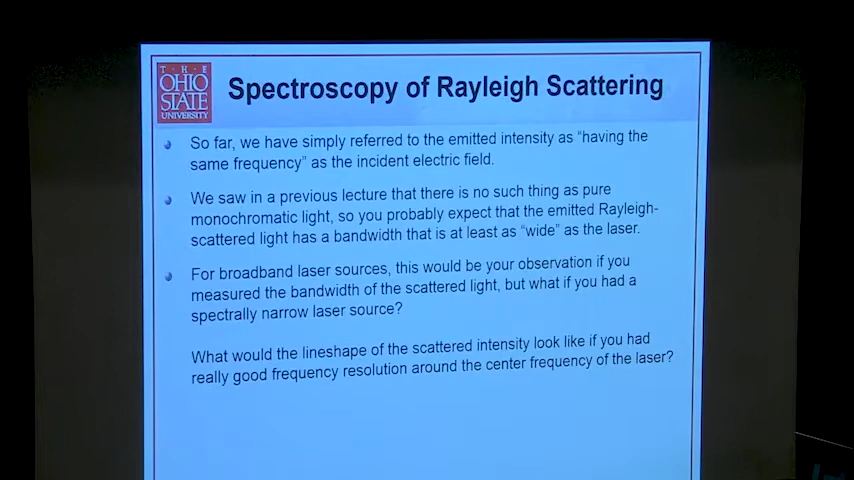 T · H · E
OHIO
STATE
UNIVERSITY
Spectroscopy of Rayleigh Scattering
So far, we have simply referred to the emitted intensity as “having the
same frequency” as the incident electric field.
We saw in a previous lecture that there is no such thing as pure
monochromatic light, so you probably expect that the emitted Rayleigh-
scattered light has a bandwidth that is at least as “wide” as the laser.
For broadband laser sources, this would be your observation if you
measured the bandwidth of the scattered light, but what if you had a
spectrally narrow laser source?
What would the lineshape of the scattered intensity look like if you had
really good frequency resolution around the center frequency of the laser?